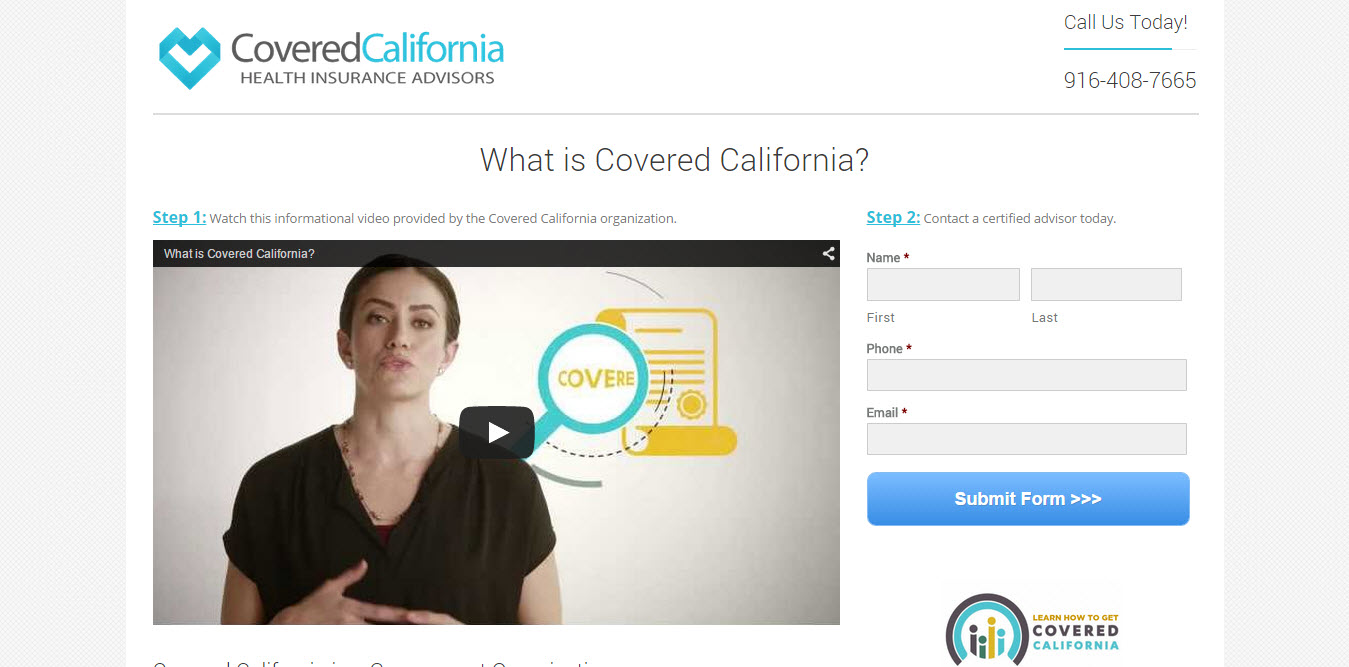 CoveredCalifornia
HEALTH INSURANCE ADVISORS
Call Us Today!
916-408-7665
What is Covered California?
Step 1: Watch this informational video provided by the Covered California organization.
What is Covered California?
COVERE
Step 2: Contact a certified advisor today.
Name *
First Last
Phone *
Email *
Submit Form >>>
LEARN HOW TO GET
COVERED
CALIFORNIA